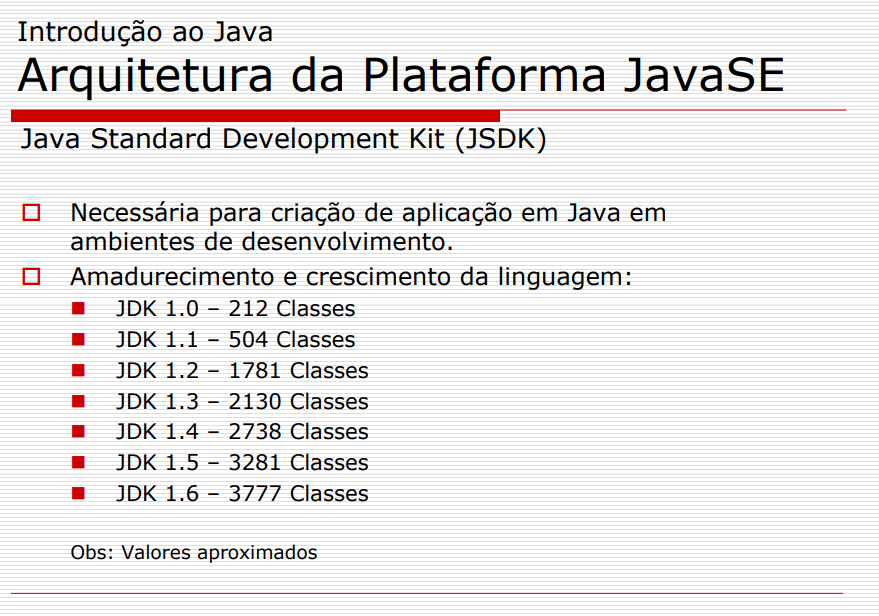 Introdução ao Java
Arquitetura da Plataforma JavaSE
Java Standard Development Kit (JSDK)
Necessária para criação de aplicação em Java em
ambientes de desenvolvimento.
Amadurecimento e crescimento da linguagem:
JDK 1.0 – 212 Classes
JDK 1.1 – 504 Classes
JDK 1.2 – 1781 Classes
JDK 1.3 – 2130 Classes
JDK 1.4 – 2738 Classes
JDK 1.5 – 3281 Classes
JDK 1.6 – 3777 Classes
Obs: Valores aproximados